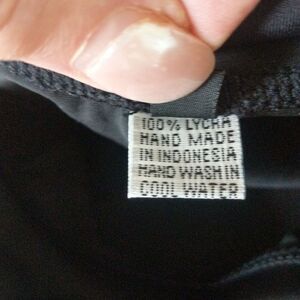 100% LYCRA
HAND MADE
IN INDONESIA
HAND WASH IN
COOL WATER